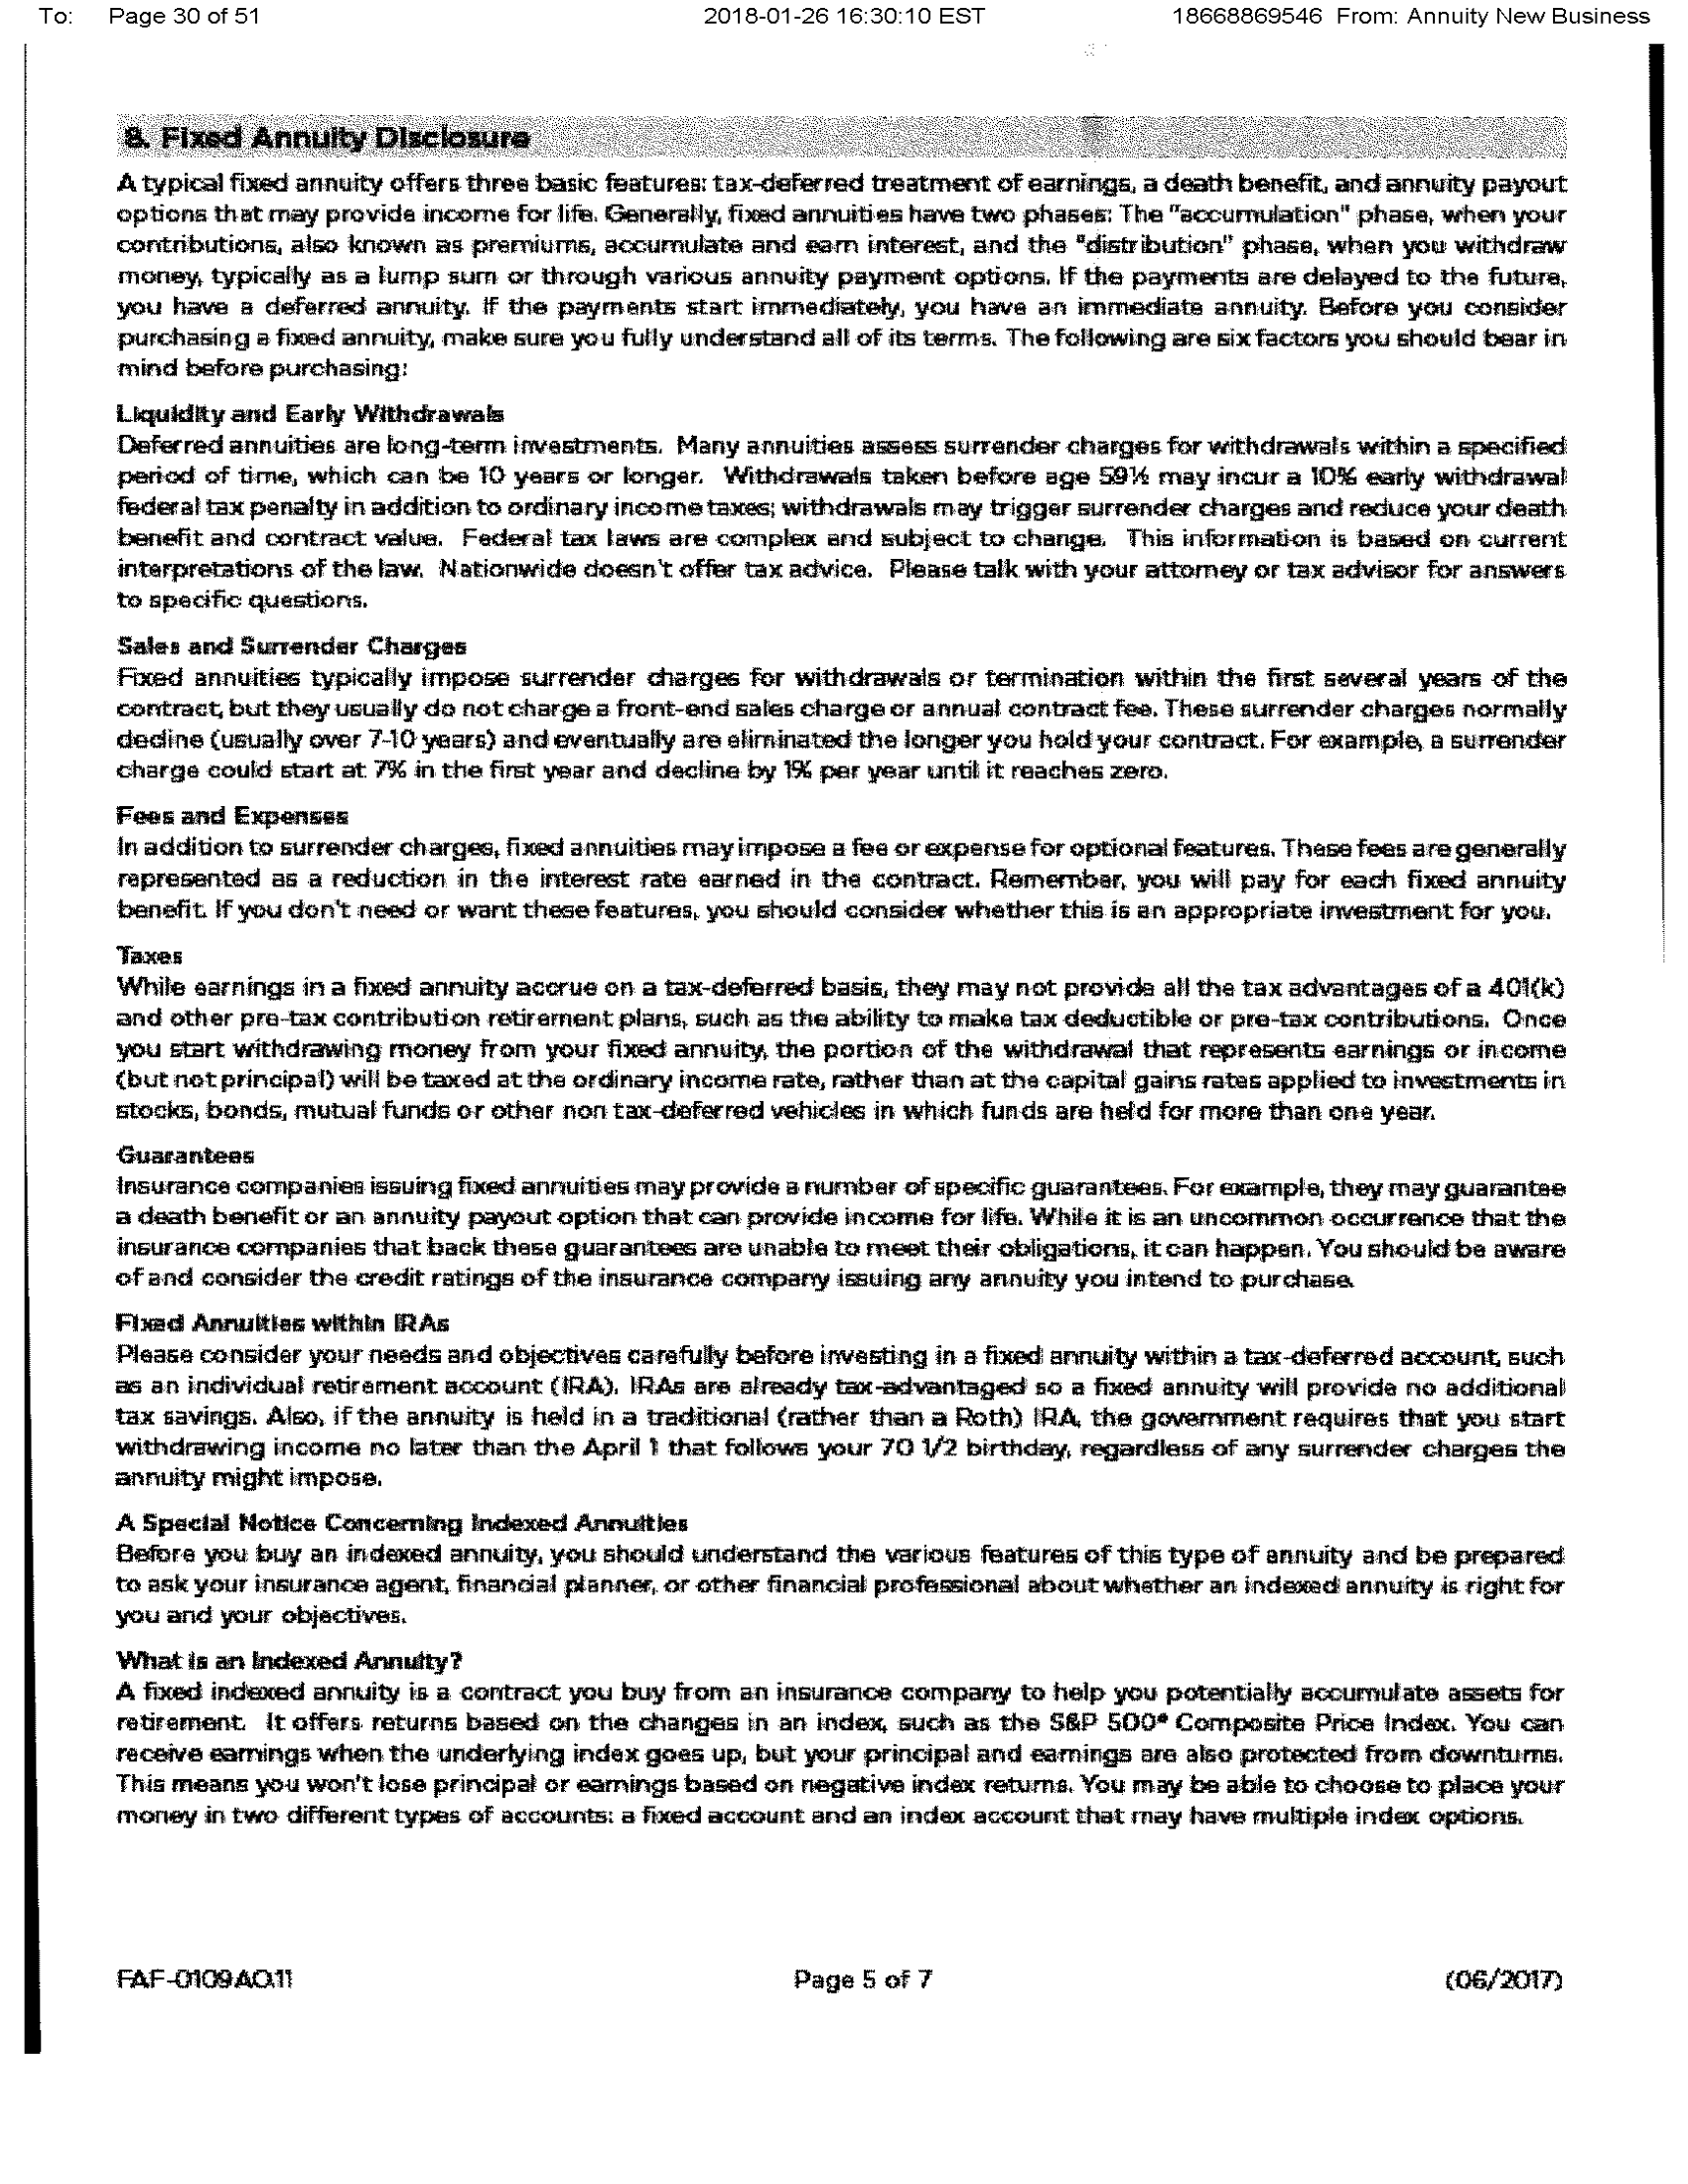 To: Page 30 of 51 2018-01-26 16:30:10 EST 18668869546 From: Annuity New Business
8. Fixed Annuity Disclosure
A typical fixed annuity offers three basic features: tax-deferred treatment of earnings, a death benefit, and annuity payout
options that may provide income for life. Generally, fixed annuities have two phases: The "accumulation" phase, when your
contributions, also known as premiums, accumulate and earn interest, and the "distribution" phase, when you withdraw
money, typically as a lump sum or through various annuity payment options. If the payments are delayed to the future,
you have a deferred annuity. If the payments start immediately, you have an immediate annuity. Before you consider
purchasing a fixed annuity, make sure you fully understand all of its terms. The following are six factors you should bear in
mind before purchasing:
Liquidity and Early Withdrawals
Deferred annuities are long-term investments. Many annuities assess surrender charges for withdrawals within a specified
period of time, which can be 10 years or longer. Withdrawals taken before age 59½ may incur a 10% early withdrawal
federal tax penalty in addition to ordinary income taxes; withdrawals may trigger surrender charges and reduce your death
benefit and contract value. Federal tax laws are complex and subject to change. This information is based on current
interpretations of the law. Nationwide doesn't offer tax advice. Please talk with your attorney or tax advisor for answers
to specific questions.
Sales and Surrender Charges
Fixed annuities typically impose surrender charges for withdrawals or termination within the first several years of the
contract, but they usually do not charge a front-end sales charge or annual contract fee. These surrender charges normally
decline (usually over 7-10 years) and eventually are eliminated the longer you hold your contract. For example, a surrender
charge could start at 7% in the first year and decline by 1% per year until it reaches zero.
Fees and Expenses
In addition to surrender charges, fixed annuities may impose a fee or expense for optional features. These fees are generally
represented as a reduction in the interest rate earned in the contract. Remember, you will pay for each fixed annuity
benefit. If you don't need or want these features, you should consider whether this is an appropriate investment for you.
Taxes
While earnings in a fixed annuity accrue on a tax-deferred basis, they may not provide all the tax advantages of a 401(k)
and other pre-tax contribution retirement plans, such as the ability to make tax deductible or pre-tax contributions. Once
you start withdrawing money from your fixed annuity, the portion of the withdrawal that represents earnings or income
(but not principal) will be taxed at the ordinary income rate, rather than at the capital gains rates applied to investments in
stocks, bonds, mutual funds or other non tax-deferred vehicles in which funds are held for more than one year.
Guarantees
Insurance companies issuing fixed annuities may provide a number of specific guarantees. For example, they may guarantee
a death benefit or an annuity payout option that can provide income for life. While it is an uncommon occurrence that the
insurance companies that back these guarantees are unable to meet their obligations, it can happen. You should be aware
of and consider the credit ratings of the insurance company issuing any annuity you intend to purchase.
Fixed Annuities within IRAs
Please consider your needs and objectives carefully before investing in a fixed annuity within a tax-deferred account, such
as an individual retirement account (IRA). IRAs are already tax-advantaged so a fixed annuity will provide no additional
tax savings. Also, if the annuity is held in a traditional (rather than a Roth) IRA, the government requires that you start
withdrawing income no later than the April 1 that follows your 70 1/2 birthday, regardless of any surrender charges the
annuity might impose.
A Special Notice Concerning Indexed Annuities
Before you buy an indexed annuity, you should understand the various features of this type of annuity and be prepared
to ask your insurance agent, financial planner, or other financial professional about whether an indexed annuity is right for
you and your objectives.
What is an Indexed Annuity?
A fixed indexed annuity is a contract you buy from an insurance company to help you potentially accumulate assets for
retirement. It offers returns based on the changes in an index, such as the S&P 500® Composite Price Index. You can
receive earnings when the underlying index goes up, but your principal and earnings are also protected from downturns.
This means you won't lose principal or earnings based on negative index returns. You may be able to choose to place your
money in two different types of accounts: a fixed account and an index account that may have multiple index options.
FAF-0109AO.11 Page 5 of 7 (06/2017)